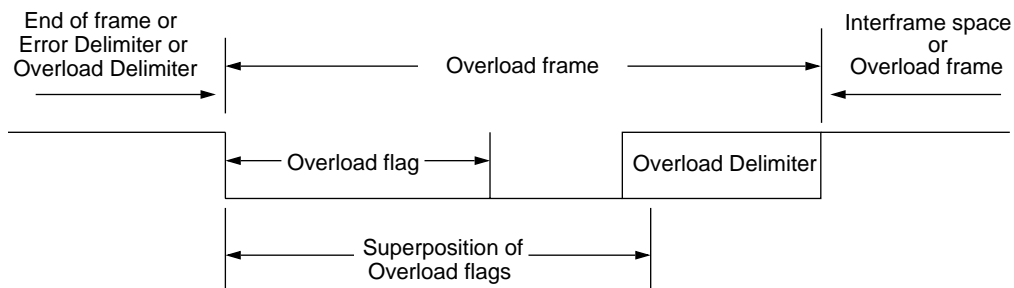 End of frame or
Error Delimiter or
Overload Delimiter
Overload frame
Interframe space
or
Overload frame
Overload flag
Overload Delimiter
Superposition of
Overload flags